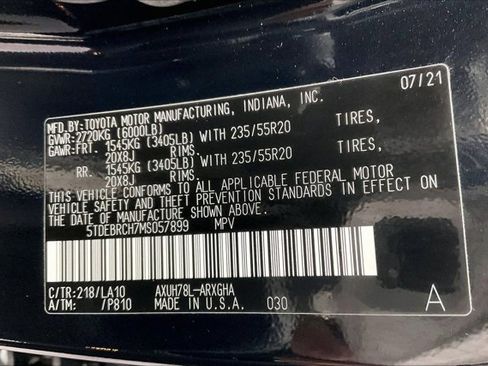 07/21
MFD.BY:TOYOTA MOTOR MANUFACTURING, INDIANA, INC.
GVWR:2720KG (6000LB)
GAWR:FRT. 1545KG (3405LB) WITH 235/55R20 TIRES,
20X8J RIMS
RR. 1545KG (3405LB) WITH 235/55R20 TIRES,
20X8J RIMS.
THIS VEHICLE CONFORMS TO ALL APPLICABLE FEDERAL MOTOR
VEHICLE SAFETY AND THEFT PREVENTION STANDARDS IN EFFECT ON
THE DATE OF MANUFACTURE SHOWN ABOVE.
5TDEBRCH7MS057899 MPV
C/TR:218/LA10 AXUH78L-ARXGHA
A/TM: /P810 MADE IN U.S.A. 030 A